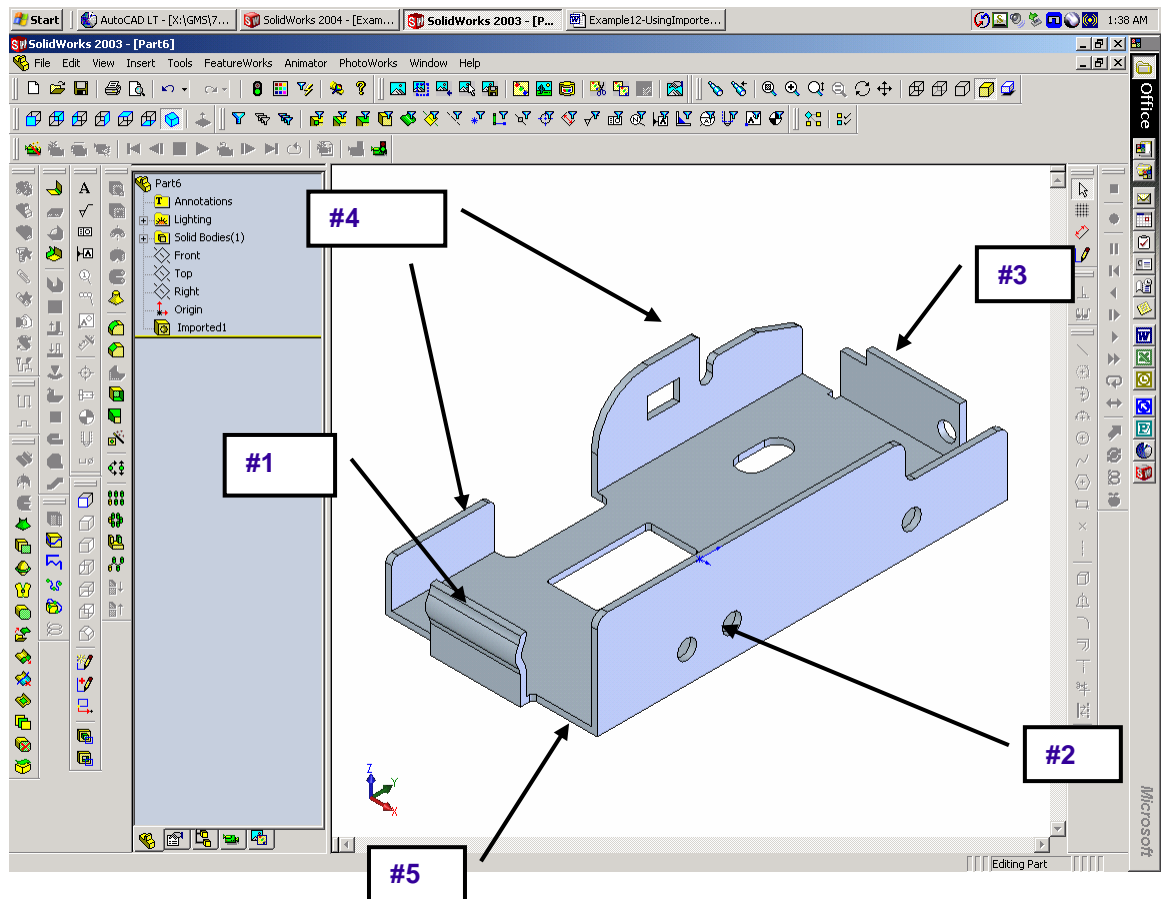 Start
AutoCAD LT - [X:\GMS\7...
SolidWorks 2004 - [Exam...
SolidWorks 2003 - [P...
Example12-UsingImporte...
1:38 AM
SolidWorks 2003 - [Part6]
File Edit View Insert Tools FeatureWorks Animator PhotoWorks Window Help
Office
Part6
Annotations
Lighting
Solid Bodies(1)
Front
Top
Right
Origin
Imported1
#4
#3
#1
#2
#5
Z
Y
X
Microsoft
Editing Part